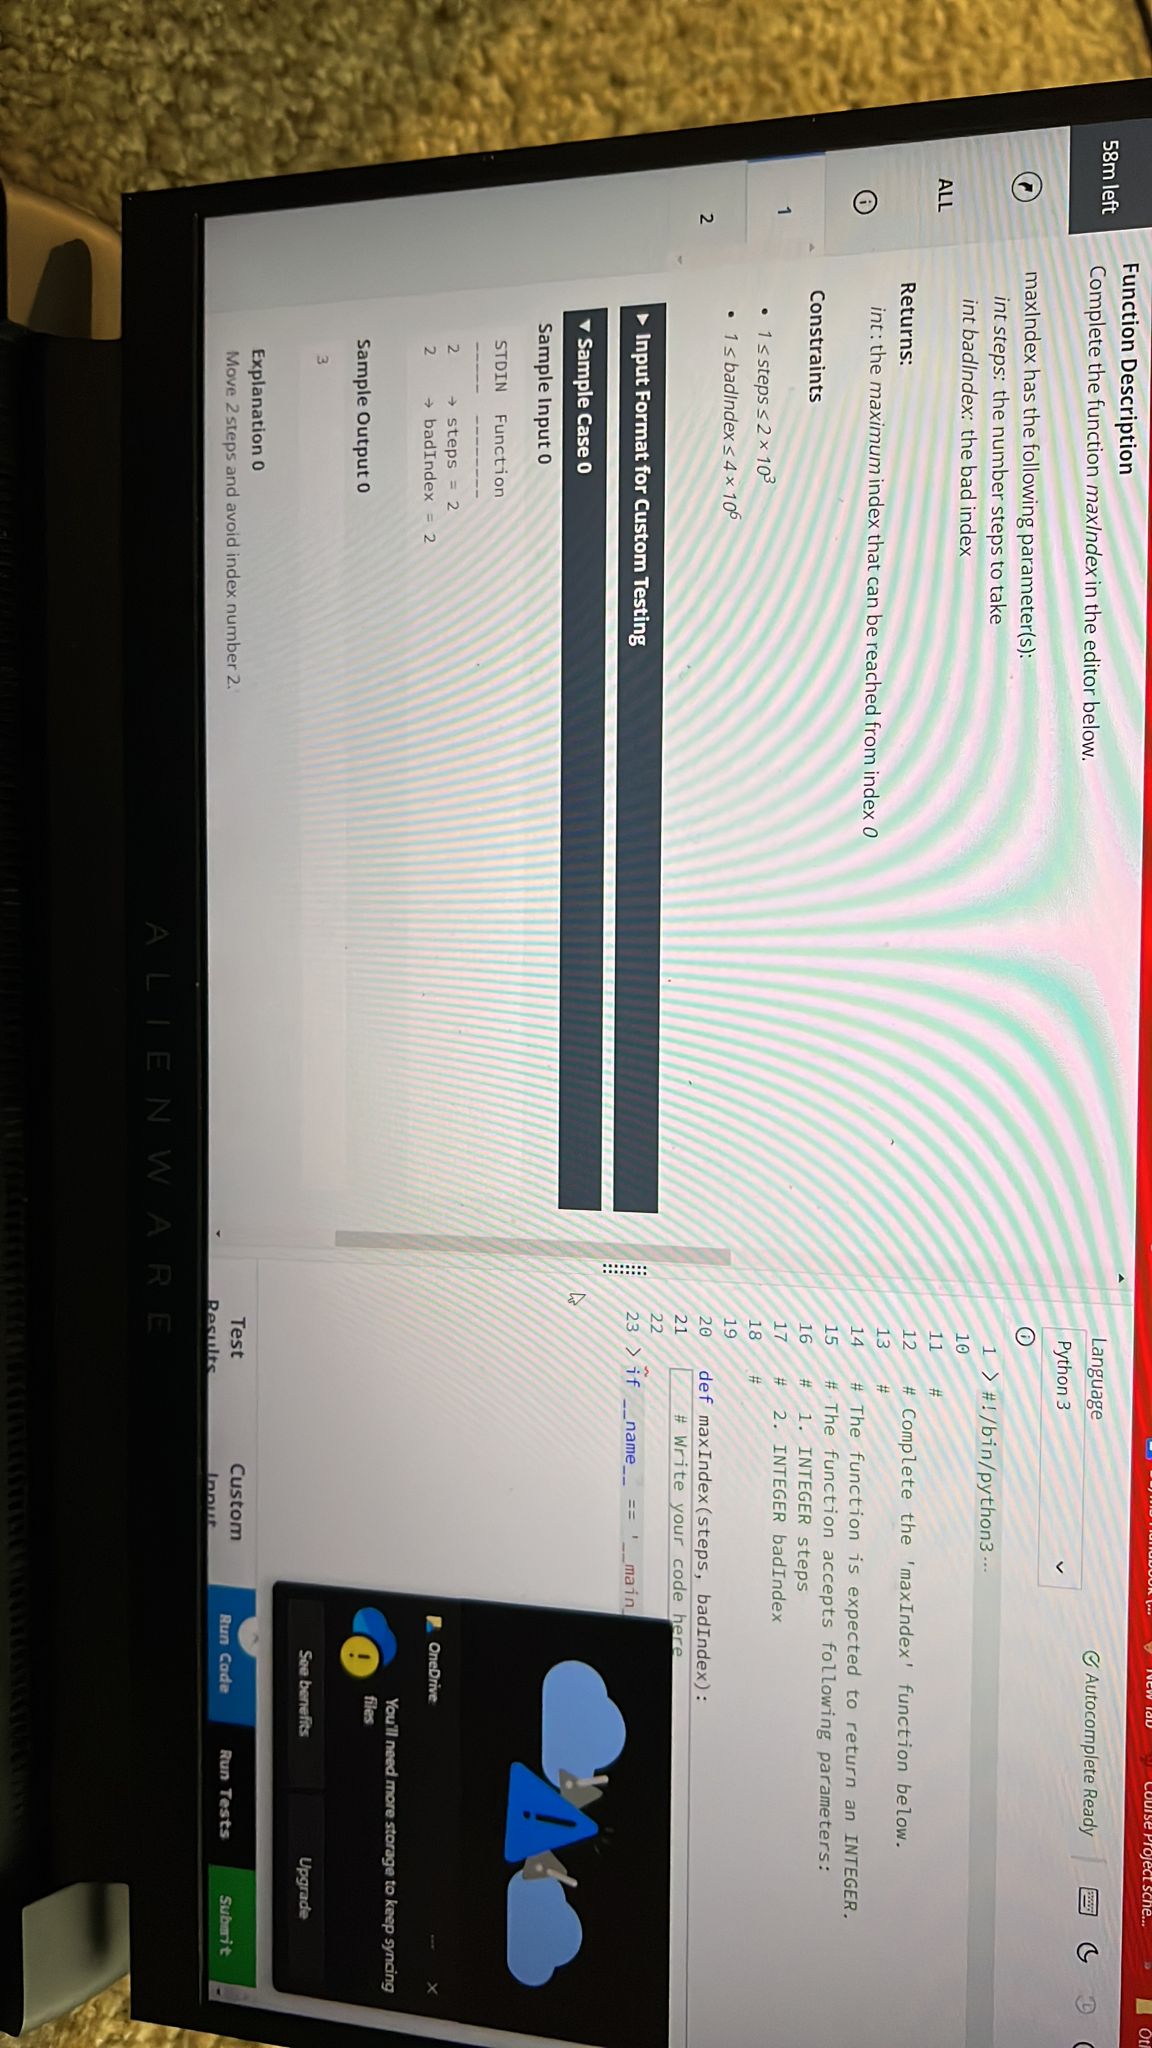 58m left
ALL
1
2
Function Description
Complete the function maxIndex in the editor below.
maxIndex has the following parameter(s):
int steps: the number steps to take
int badIndex: the bad index
Returns:
int: the maximum index that can be reached from index 0
Constraints
• 1 ≤ steps ≤ 2 × 10³
• 1 ≤ badIndex ≤ 4 × 10⁶
▶ Input Format for Custom Testing
▼ Sample Case 0
Sample Input 0
STDIN Function
----- --------
2 → steps = 2
2 → badIndex = 2
Sample Output 0
3
Explanation 0
Move 2 steps and avoid index number 2.
New Tab
Course Project sche...
Language
Python 3
Autocomplete Ready
1 > #!/bin/python3 ...
10
11 #
12 # Complete the 'maxIndex' function below.
13 #
14 # The function is expected to return an INTEGER.
15 # The function accepts following parameters:
16 # 1. INTEGER steps
17 # 2. INTEGER badIndex
18 #
19
20 def maxIndex(steps, badIndex):
21 # Write your code here
22
23 > if __name__ == '__main_
OneDrive
You'll need more storage to keep syncing
files
See benefits
Upgrade
Test
Results
Custom
Input
Run Code
Run Tests
Submit
ALIENWARE